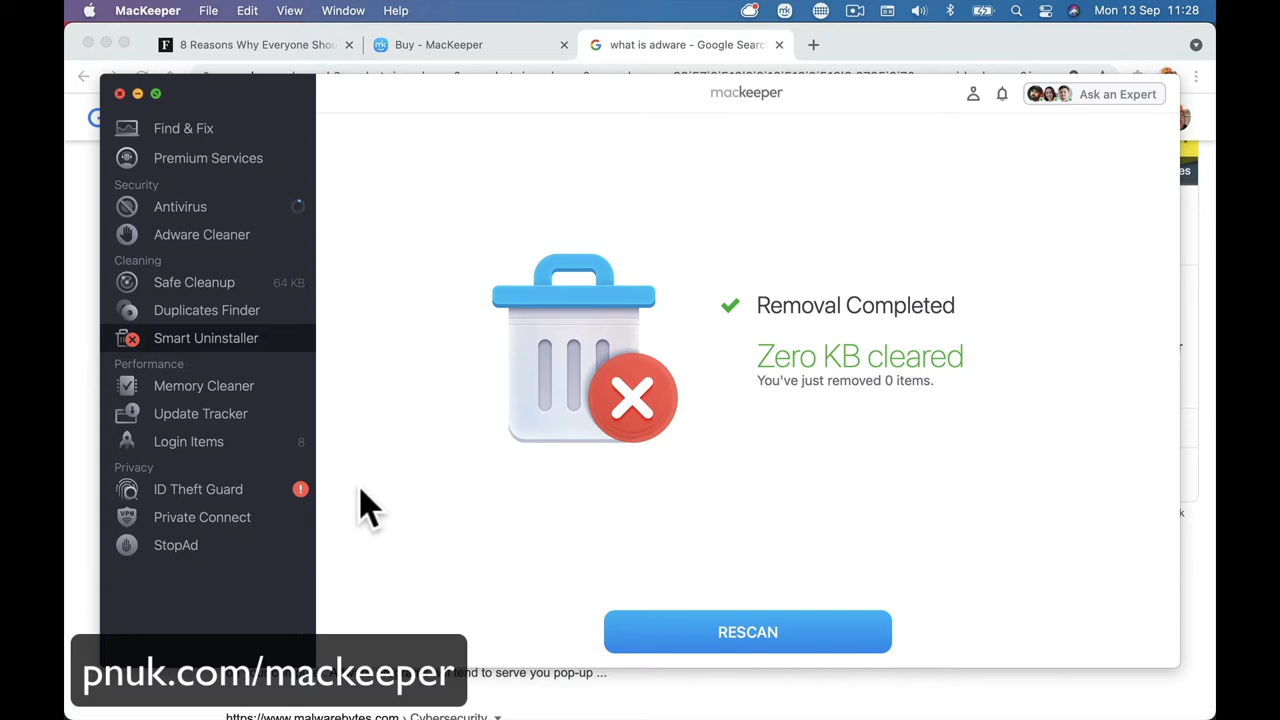 MacKeeper File Edit View Window Help
Mon 13 Sep 11:28
8 Reasons Why Everyone Shou
Buy - MacKeeper
what is adware - Google Searc
mackeeper
Ask an Expert
Find & Fix
Premium Services
Security
Antivirus
Adware Cleaner
Cleaning
Safe Cleanup 64 KB
Duplicates Finder
Smart Uninstaller
Performance
Memory Cleaner
Update Tracker
Login Items 8
Privacy
ID Theft Guard
Private Connect
VPN
StopAd
Removal Completed
Zero KB cleared
You've just removed 0 items.
RESCAN
es
k
pnuk.com/mackeeper
tend to serve you pop-up ...
https://www.malwarebytes.com › Cybersecurity